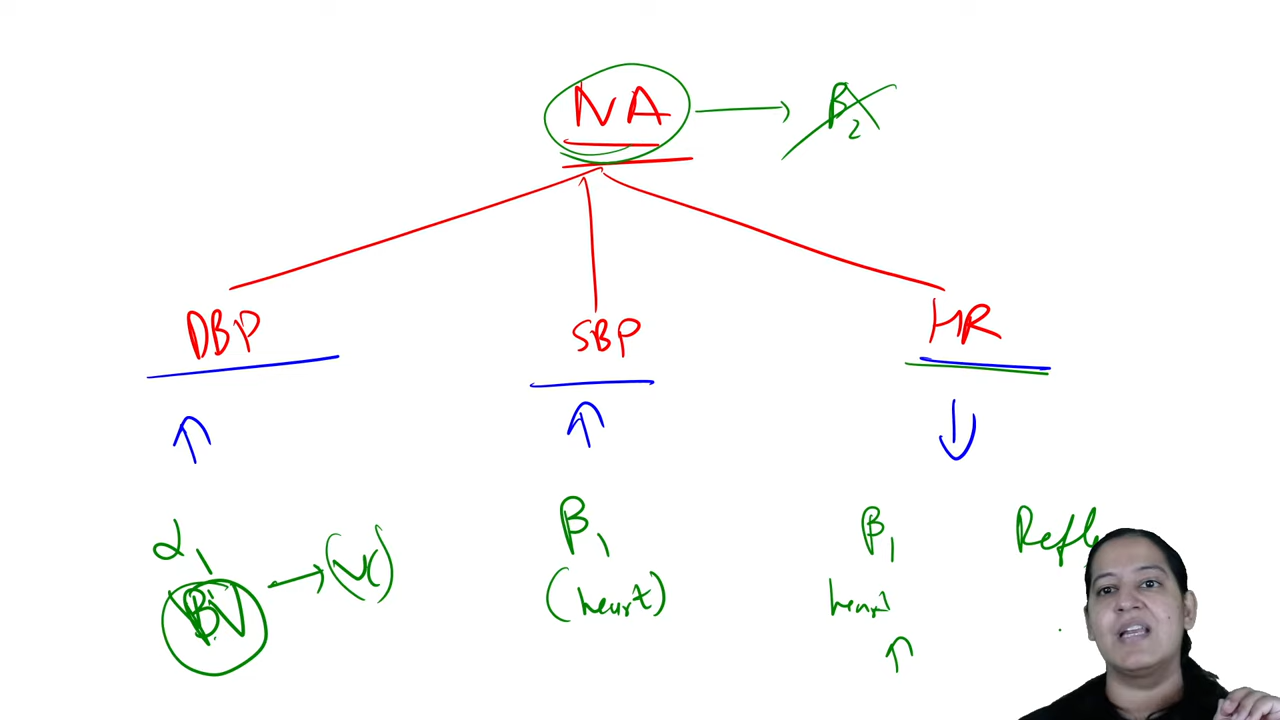 NA → β2
DBP SBP HR
↑ ↑ ↓
α1 β1 β1 Refl
BV → (VC) (heart) heart
↑